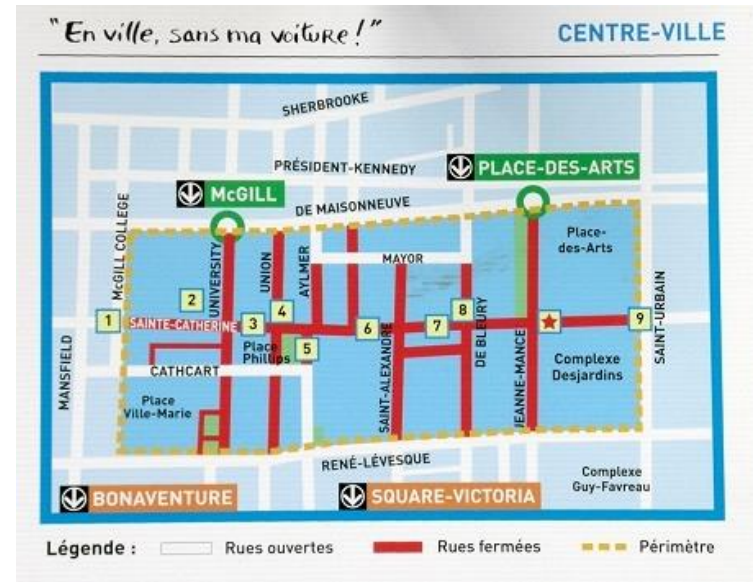 "En ville, sans ma voiture!"
CENTRE-VILLE
SHERBROOKE
PRÉSIDENT-KENNEDY
PLACE-DES-ARTS
McGILL
DE MAISONNEUVE
McGILL COLLEGE
UNIVERSITY
UNION
AYLMER
MAYOR
Place-
des-Arts
2
4
8
1
SAINTE-CATHERINE
3
6
7
9
5
Place
Phillips
CATHCART
MANSFIELD
SAINT-ALEXANDRE
DE BLEURY
JEANNE-MANCE
SAINT-URBAIN
Complexe
Desjardins
Place
Ville-Marie
RENÉ-LÉVESQUE
Complexe
Guy-Favreau
BONAVENTURE
SQUARE-VICTORIA
Légende :
Rues ouvertes
Rues fermées
Périmètre